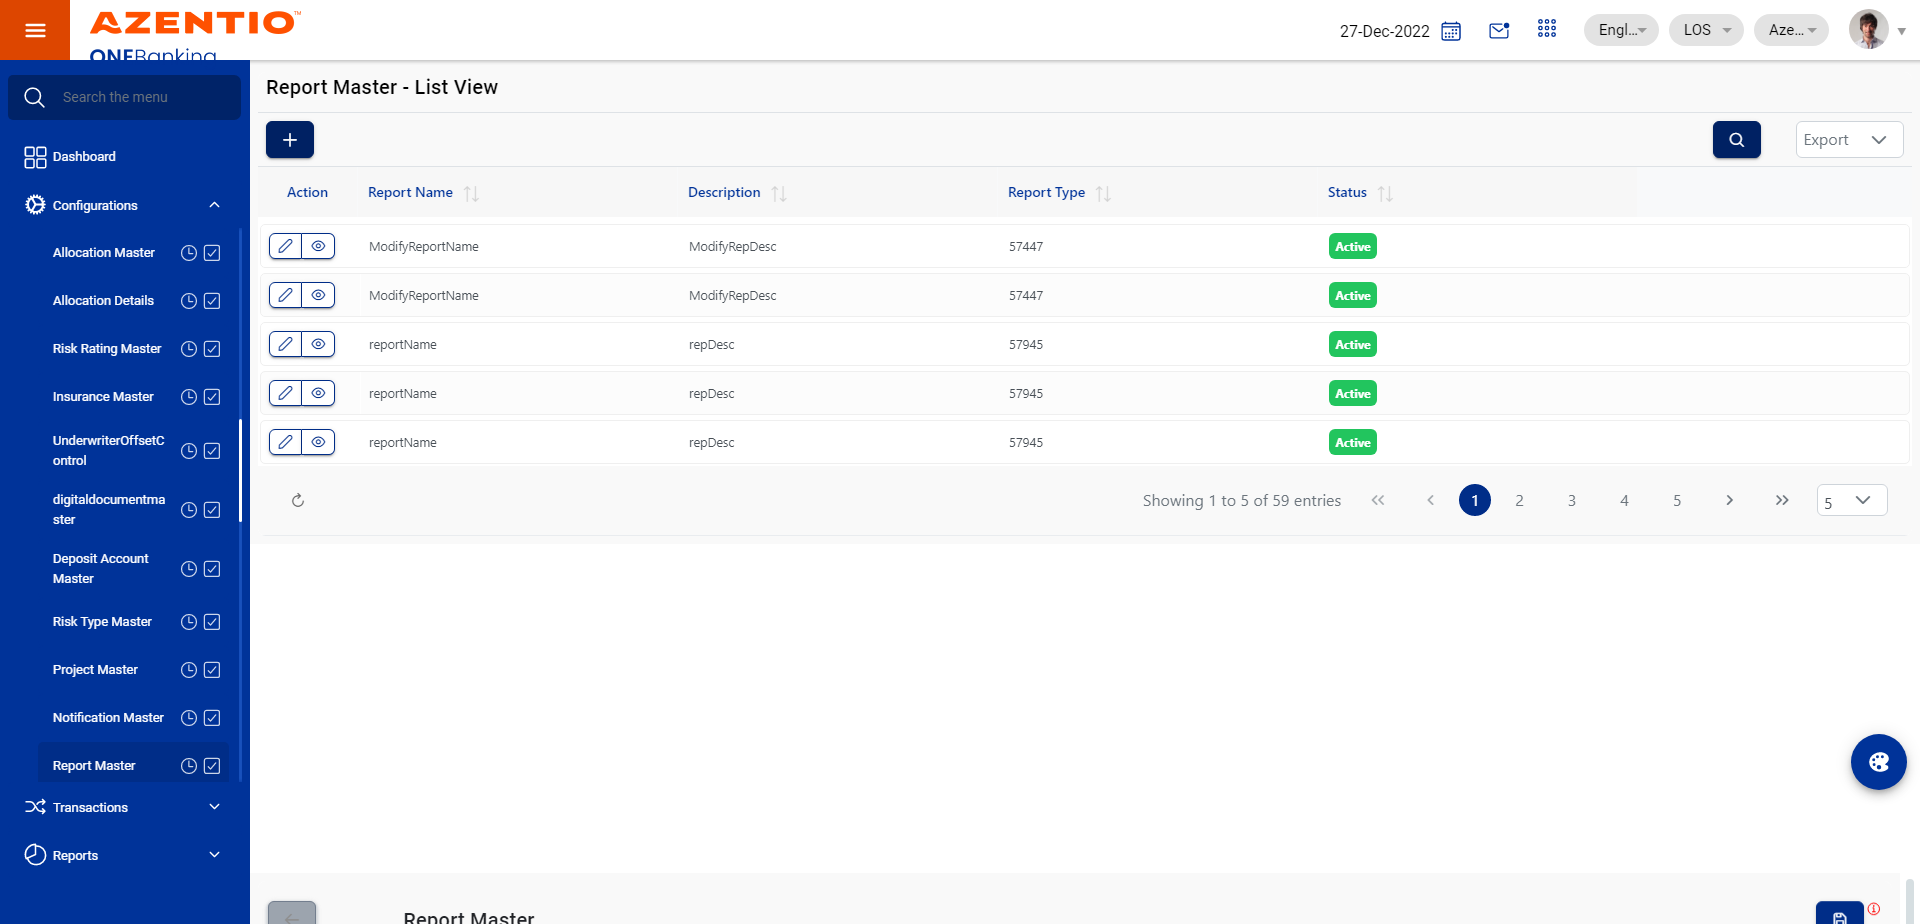 AZENTIO™
ONEBanking
27-Dec-2022
Engl...
LOS
Aze...
Search the menu
Dashboard
Configurations
Allocation Master
Allocation Details
Risk Rating Master
Insurance Master
UnderwriterOffsetC
ontrol
digitaldocumentma
ster
Deposit Account
Master
Risk Type Master
Project Master
Notification Master
Report Master
Transactions
Reports
Report Master - List View
Export
Action Report Name Description Report Type Status
ModifyReportName ModifyRepDesc 57447 Active
ModifyReportName ModifyRepDesc 57447 Active
reportName repDesc 57945 Active
reportName repDesc 57945 Active
reportName repDesc 57945 Active
Showing 1 to 5 of 59 entries
1 2 3 4 5
5
Report Master